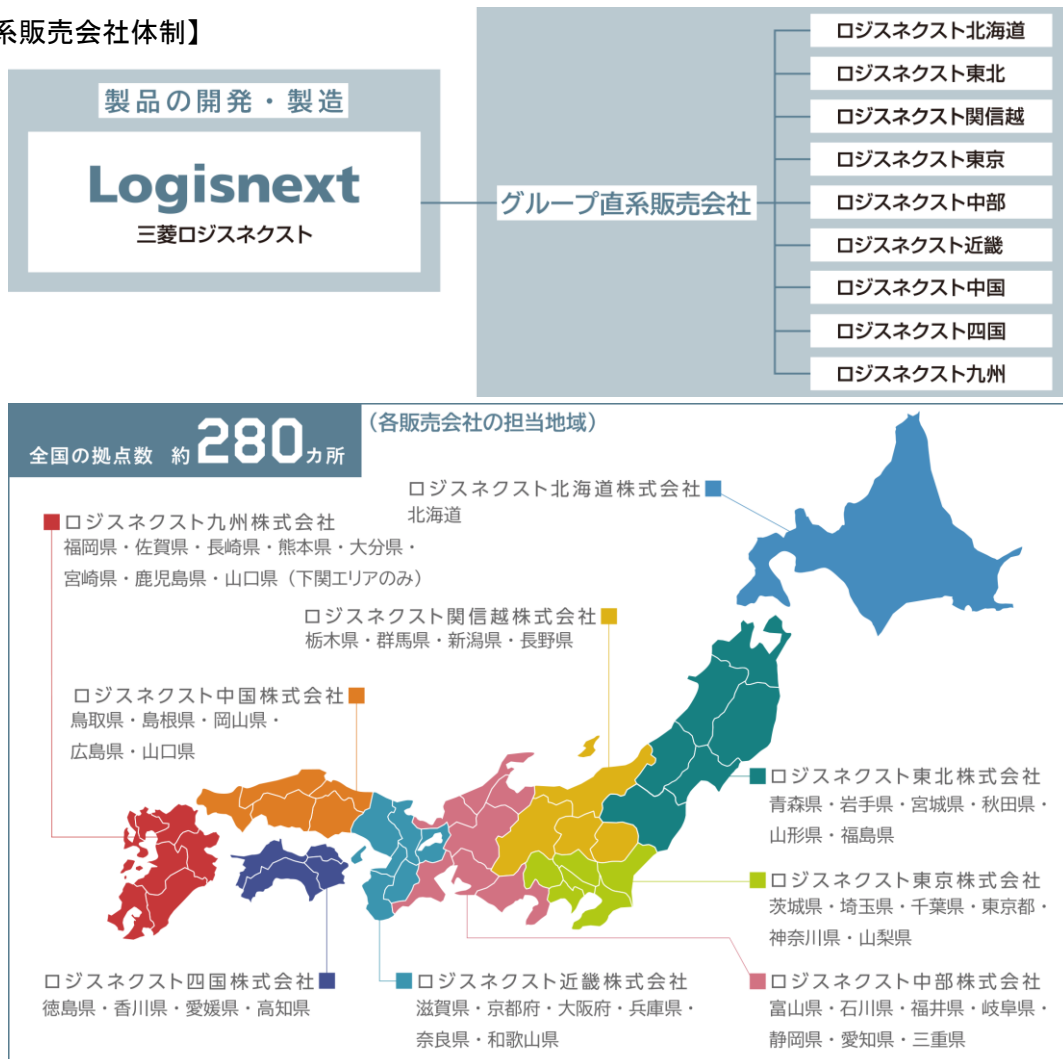 系販売会社体制】
製品の開発・製造
Logisnext
三菱ロジスネクスト
グループ直系販売会社
ロジスネクスト北海道
ロジスネクスト東北
ロジスネクスト関信越
ロジスネクスト東京
ロジスネクスト中部
ロジスネクスト近畿
ロジスネクスト中国
ロジスネクスト四国
ロジスネクスト九州
全国の拠点数 約280カ所
（各販売会社の担当地域）
ロジスネクスト北海道株式会社
北海道
ロジスネクスト九州株式会社
福岡県・佐賀県・長崎県・熊本県・大分県・
宮崎県・鹿児島県・山口県（下関エリアのみ）
ロジスネクスト関信越株式会社
栃木県・群馬県・新潟県・長野県
ロジスネクスト中国株式会社
鳥取県・島根県・岡山県・
広島県・山口県
ロジスネクスト東北株式会社
青森県・岩手県・宮城県・秋田県・
山形県・福島県
ロジスネクスト東京株式会社
茨城県・埼玉県・千葉県・東京都・
神奈川県・山梨県
ロジスネクスト四国株式会社
徳島県・香川県・愛媛県・高知県
ロジスネクスト近畿株式会社
滋賀県・京都府・大阪府・兵庫県・
奈良県・和歌山県
ロジスネクスト中部株式会社
富山県・石川県・福井県・岐阜県・
静岡県・愛知県・三重県